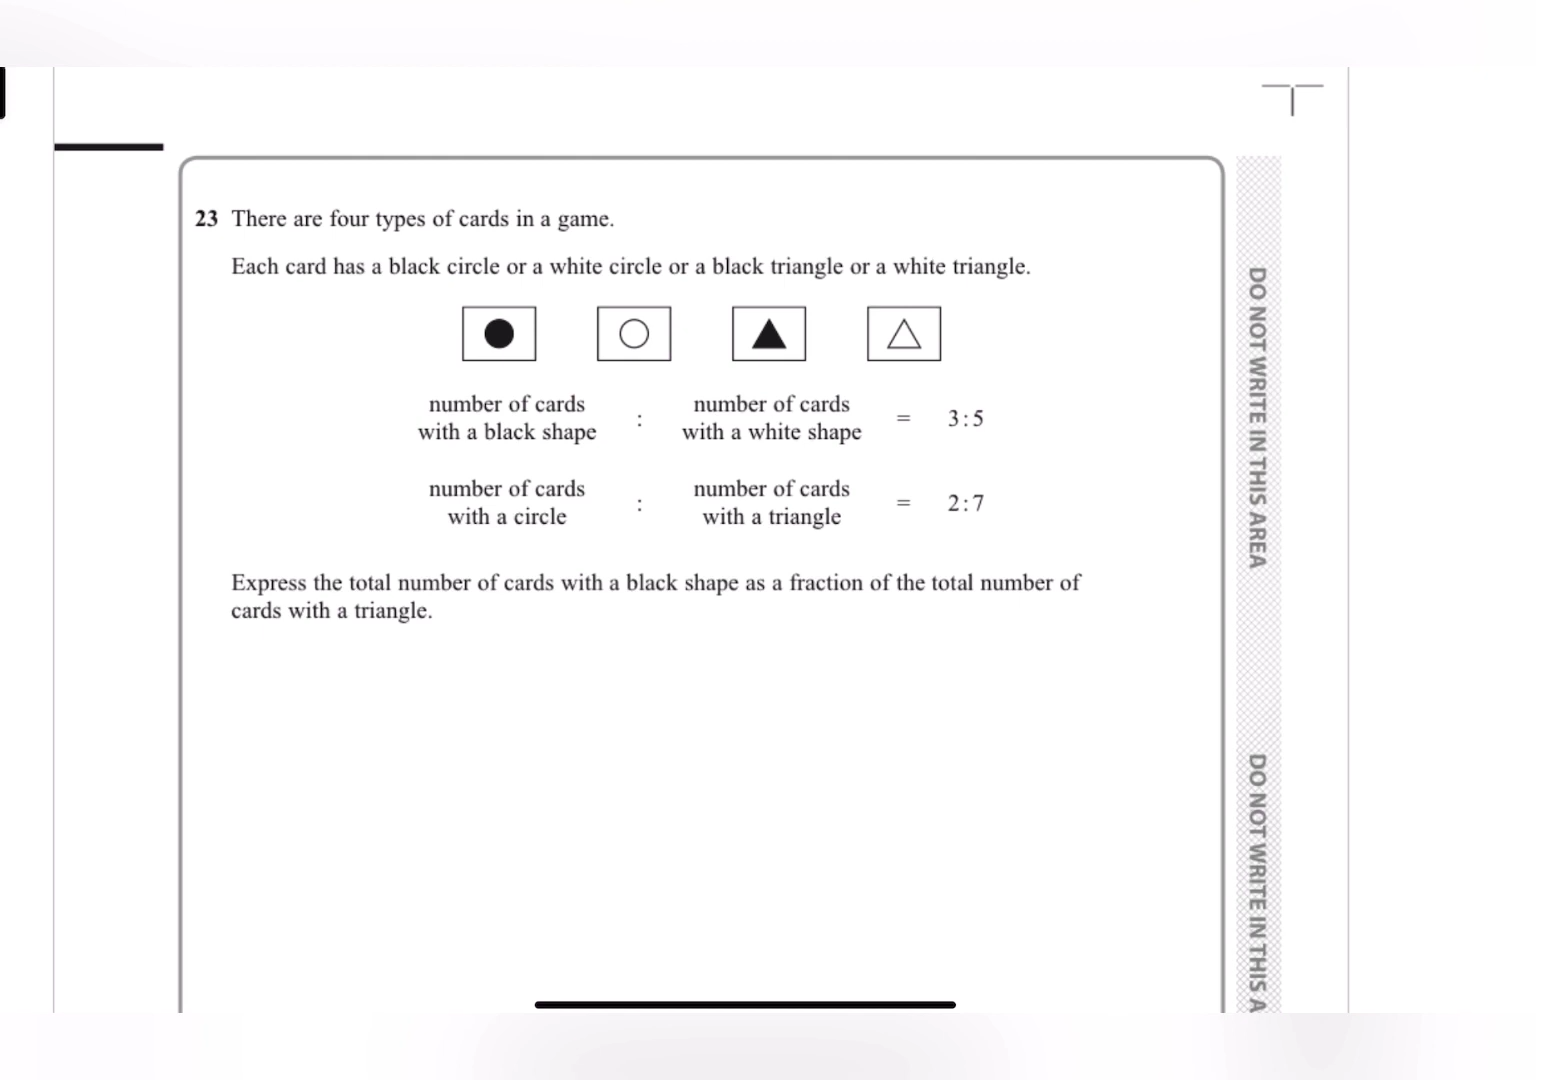 23 There are four types of cards in a game.
Each card has a black circle or a white circle or a black triangle or a white triangle.
number of cards with a black shape : number of cards with a white shape = 3 : 5
number of cards with a circle : number of cards with a triangle = 2 : 7
Express the total number of cards with a black shape as a fraction of the total number of
cards with a triangle.
DO NOT WRITE IN THIS AREA
DO NOT WRITE IN THIS A